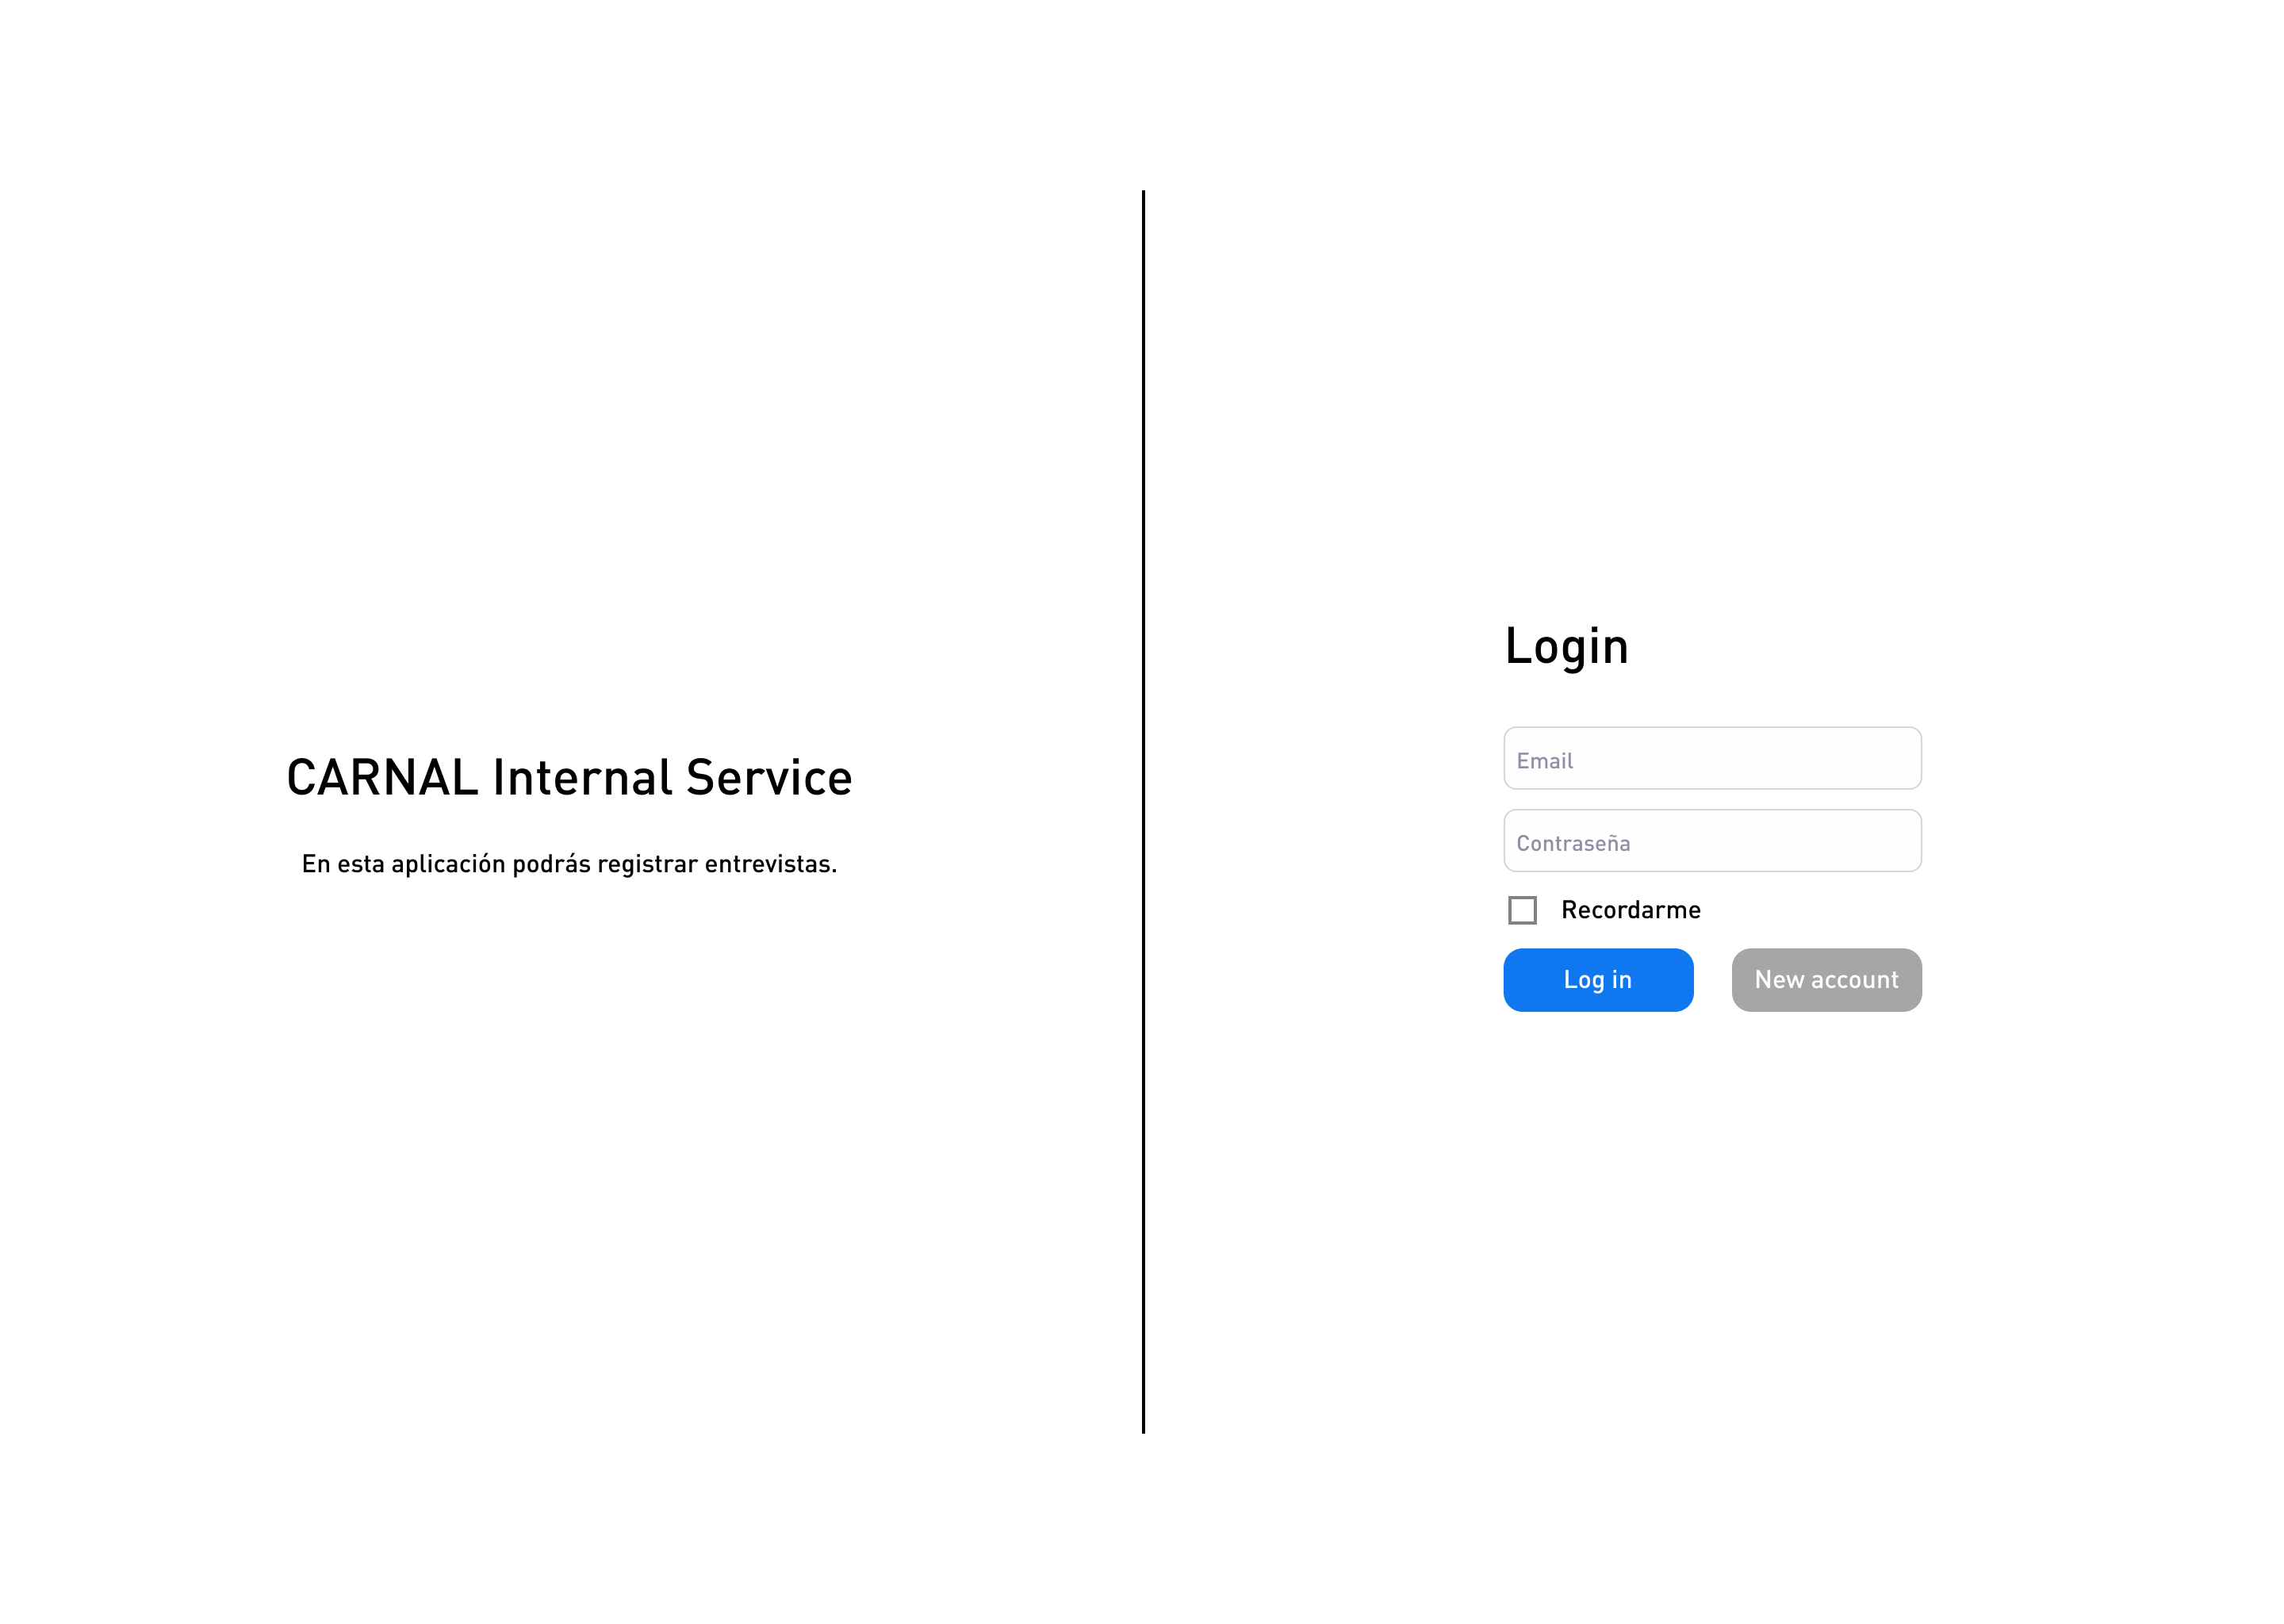 CARNAL Internal Service
En esta aplicación podrás registrar entrevistas.
Login
Email
Contraseña
Recordarme
Log in
New account